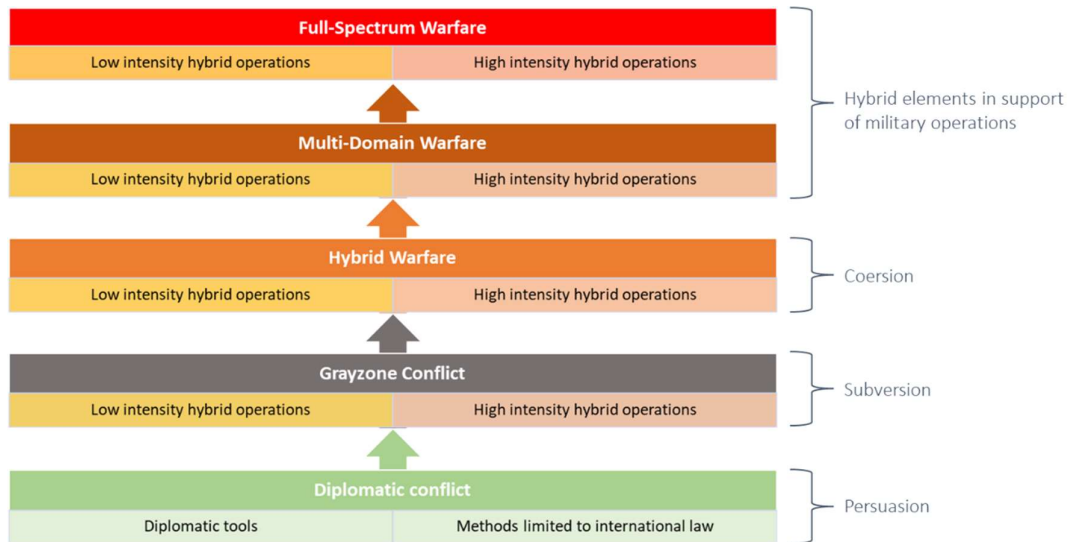 Full-Spectrum Warfare
Low intensity hybrid operations
High intensity hybrid operations
Hybrid elements in support
of military operations
Multi-Domain Warfare
Low intensity hybrid operations
High intensity hybrid operations
Hybrid Warfare
Low intensity hybrid operations
High intensity hybrid operations
Coersion
Grayzone Conflict
Low intensity hybrid operations
High intensity hybrid operations
Subversion
Diplomatic conflict
Diplomatic tools
Methods limited to international law
Persuasion